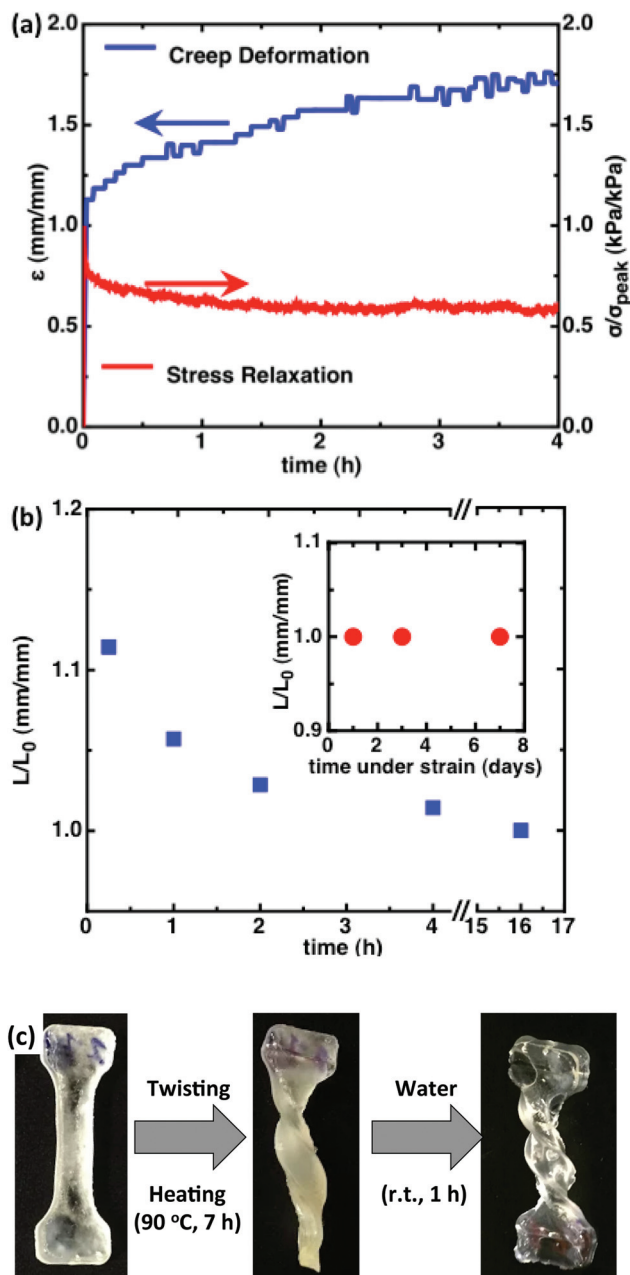 (a)
2.0
2.0
Creep Deformation
1.5
1.5
ε (mm/mm)
1.0
1.0
σ/σpeak (kPa/kPa)
0.5
0.5
Stress Relaxation
0.0
0.0
0 1 2 3 4
time (h)
(b)
1.2
1.1
1.0
L/L0 (mm/mm)
1.1
1.0
0.9
L/L0 (mm/mm)
0 2 4 6 8
time under strain (days)
0 1 2 3 4 15 16 17
time (h)
(c)
Twisting
Heating
(90 °C, 7 h)
Water
(r.t., 1 h)